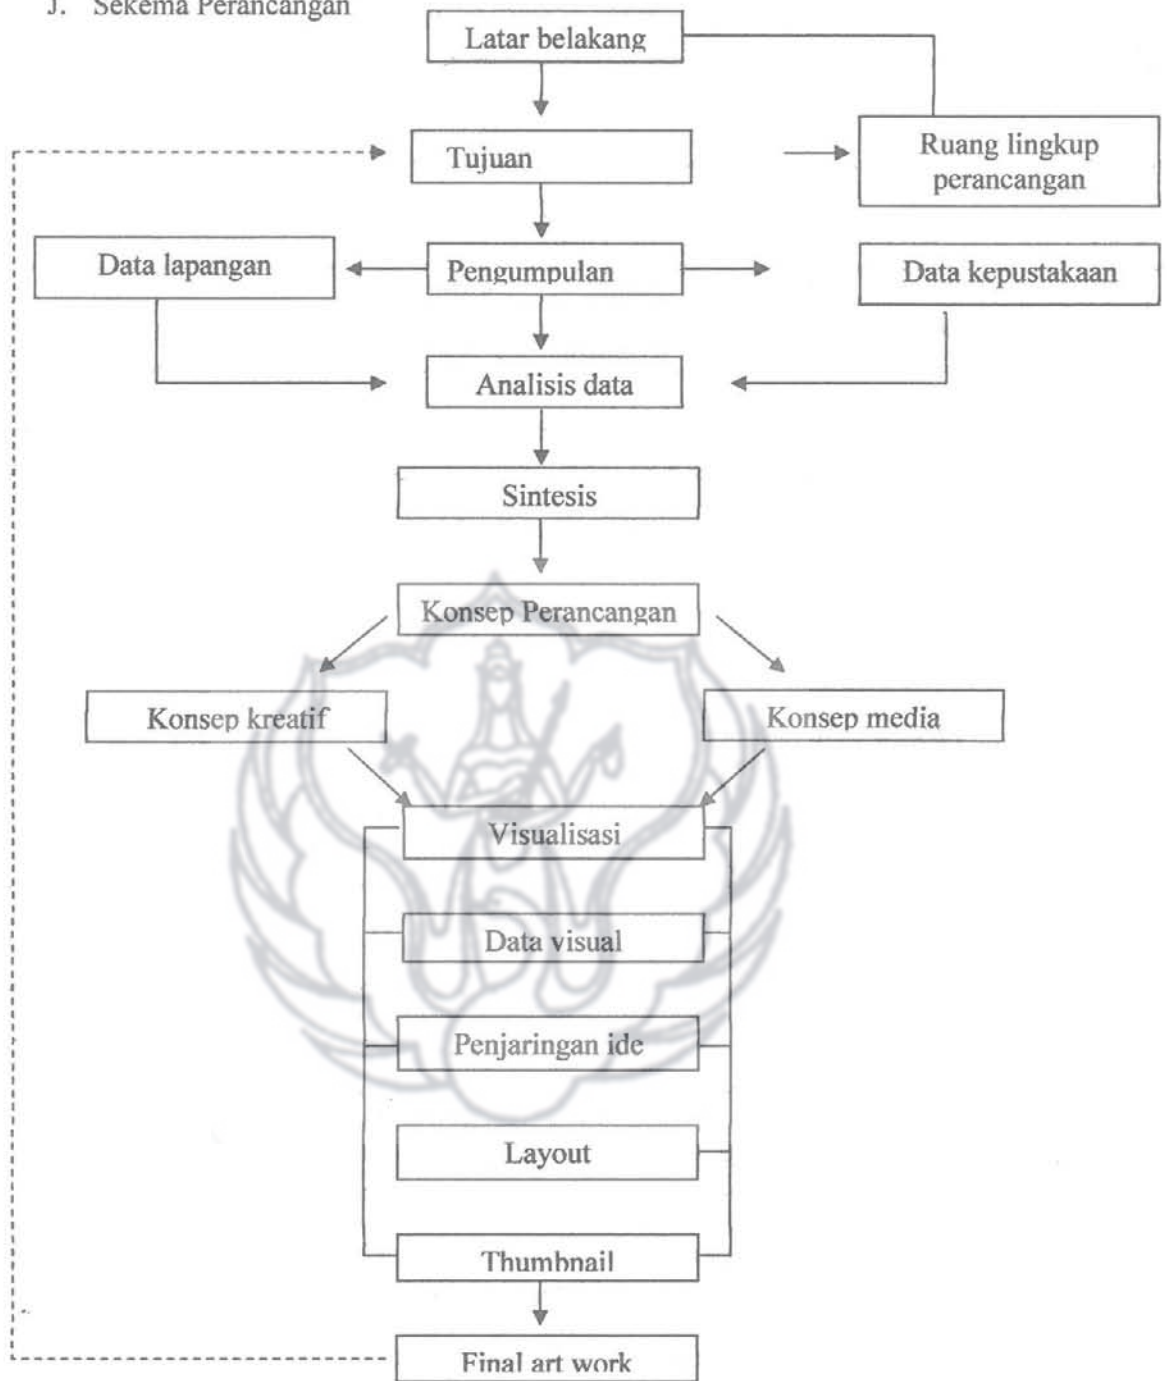 J. Sekema Perancangan
Latar belakang
Tujuan
Ruang lingkup
perancangan
Data lapangan
Pengumpulan
Data kepustakaan
Analisis data
Sintesis
Konsep Perancangan
Konsep kreatif
Konsep media
Visualisasi
Data visual
Penjaringan ide
Layout
Thumbnail
Final art work